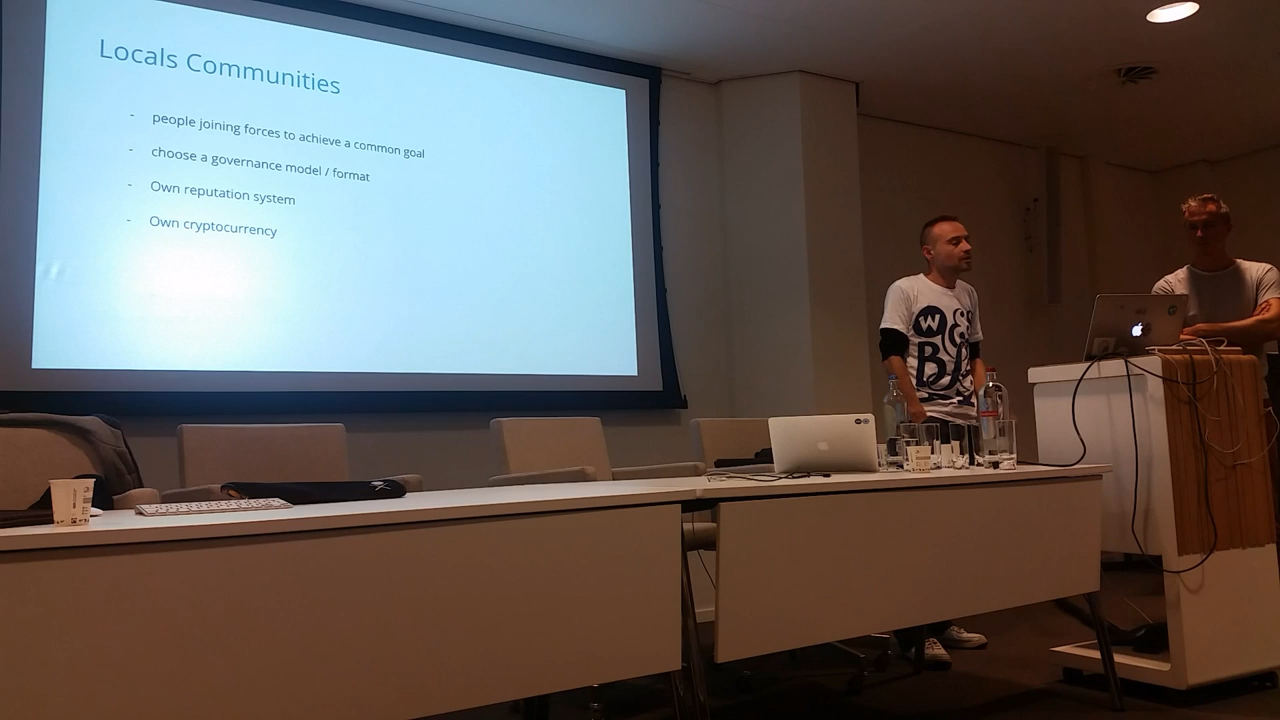 Locals Communities
- people joining forces to achieve a common goal
- choose a governance model / format
- Own reputation system
- Own cryptocurrency
W